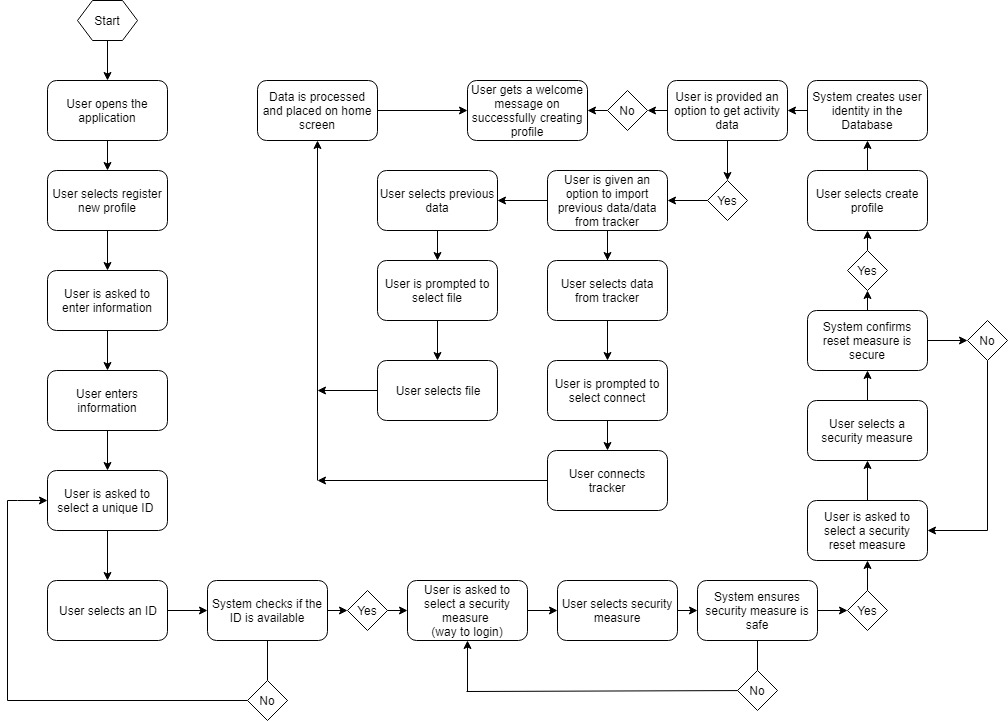 Start
User opens the
application
User selects register
new profile
User is asked to
enter information
User enters
information
User is asked to
select a unique ID
User selects an ID
System checks if the
ID is available
No
Yes
User is asked to
select a security
measure
(way to login)
User selects security
measure
System ensures
security measure is
safe
No
Yes
User is asked to
select a security
reset measure
User selects a
security measure
System confirms
reset measure is
secure
No
Yes
User selects create
profile
System creates user
identity in the
Database
User is provided an
option to get activity
data
No
User gets a welcome
message on
successfully creating
profile
Yes
User is given an
option to import
previous data/data
from tracker
User selects previous
data
User is prompted to
select file
User selects file
User selects data
from tracker
User is prompted to
select connect
User connects
tracker
Data is processed
and placed on home
screen